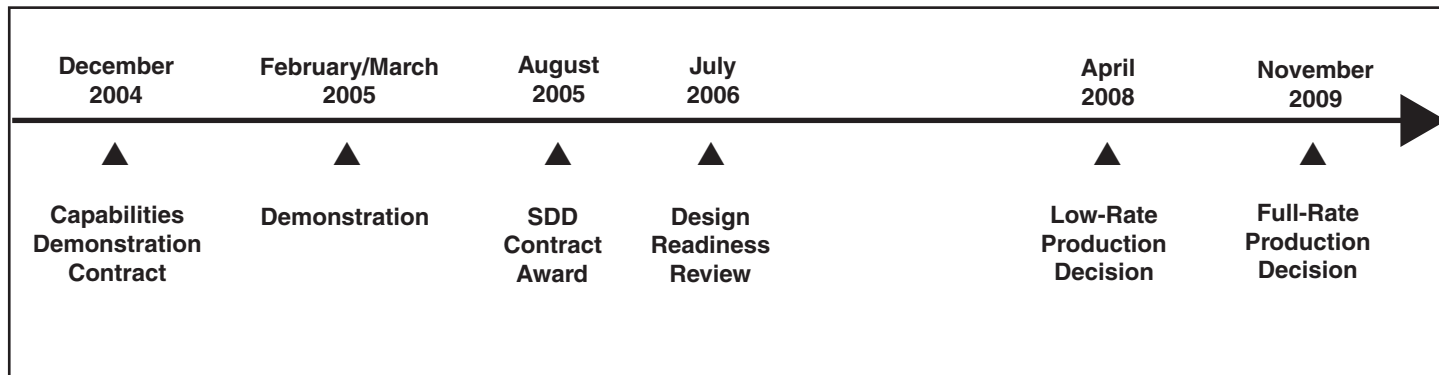 December
2004
February/March
2005
August
2005
July
2006
April
2008
November
2009
Capabilities
Demonstration
Contract
Demonstration
SDD
Contract
Award
Design
Readiness
Review
Low-Rate
Production
Decision
Full-Rate
Production
Decision